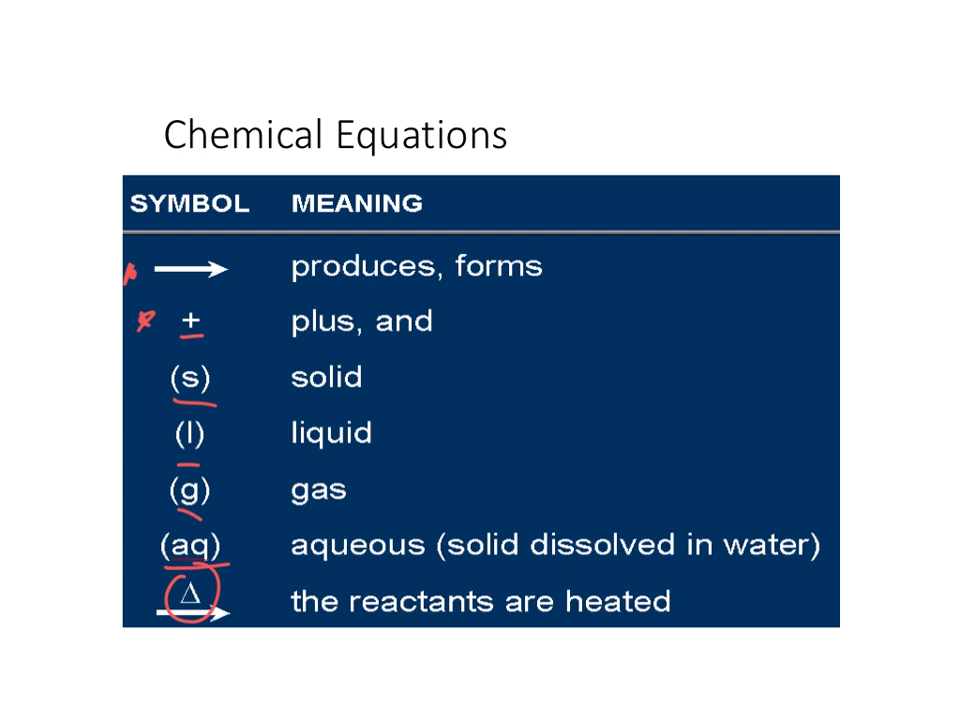 Chemical Equations
SYMBOL MEANING
→ produces, forms
+ plus, and
(s) solid
(l) liquid
(g) gas
(aq) aqueous (solid dissolved in water)
Δ the reactants are heated